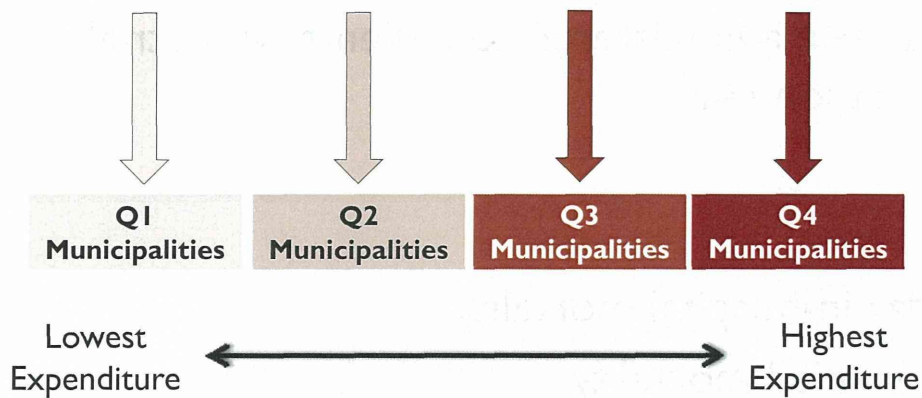 Q1
Municipalities
Q2
Municipalities
Q3
Municipalities
Q4
Municipalities
Lowest
Expenditure
Highest
Expenditure